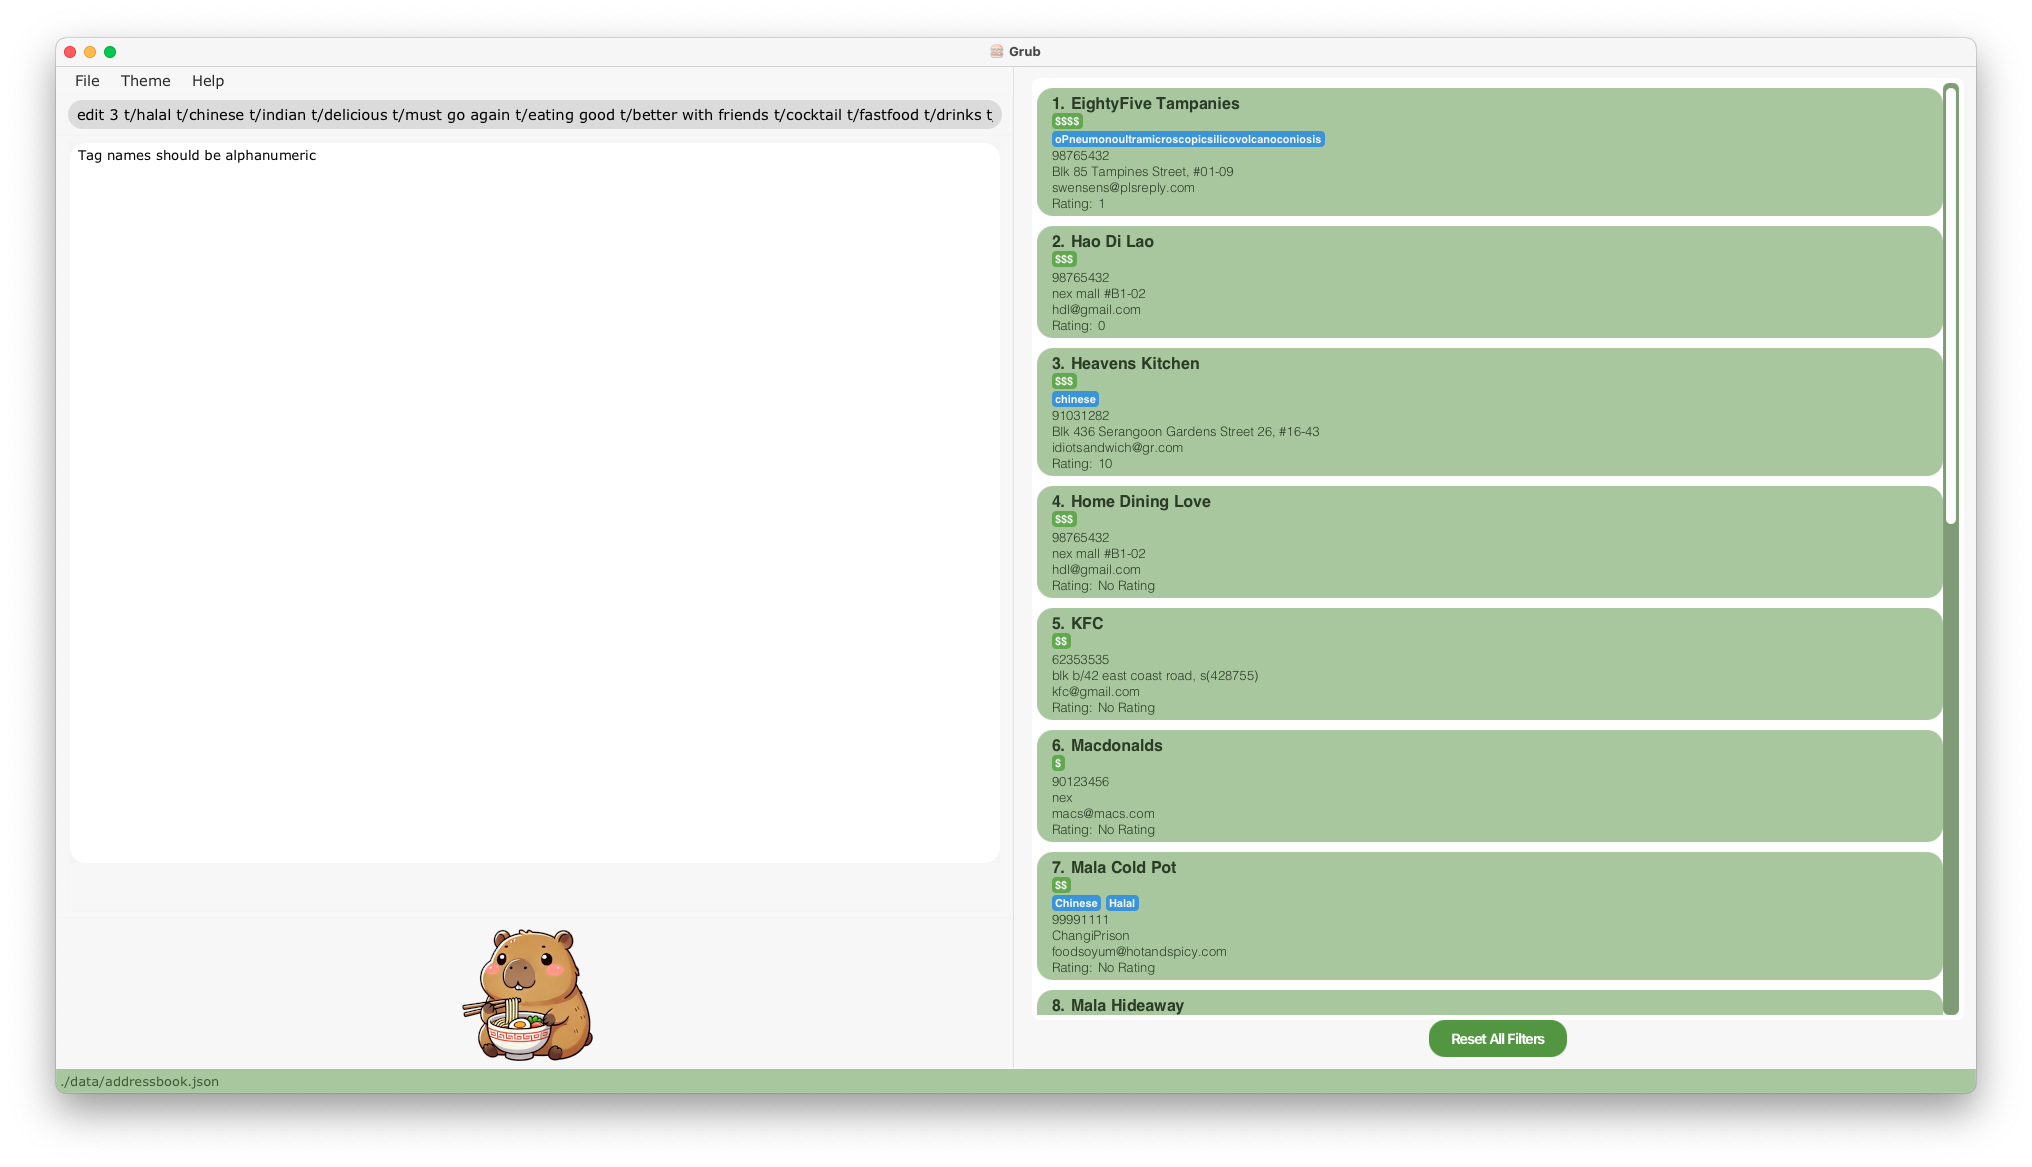 Grub
File Theme Help
edit 3 t/halal t/chinese t/indian t/delicious t/must go again t/eating good t/better with friends t/cocktail t/fastfood t/drinks t/
Tag names should be alphanumeric
1. EightyFive Tampanies
$$$$
oPneumonoultramicroscopicsilicovolcanoconiosis
98765432
Blk 85 Tampines Street, #01-09
swensens@plsreply.com
Rating: 1
2. Hao Di Lao
$$$
98765432
nex mall #B1-02
hdl@gmail.com
Rating: 0
3. Heavens Kitchen
$$$
chinese
91031282
Blk 436 Serangoon Gardens Street 26, #16-43
idiotsandwich@gr.com
Rating: 10
4. Home Dining Love
$$$
98765432
nex mall #B1-02
hdl@gmail.com
Rating: No Rating
5. KFC
$$
62353535
blk b/42 east coast road, s(428755)
kfc@gmail.com
Rating: No Rating
6. Macdonalds
$
90123456
nex
macs@macs.com
Rating: No Rating
7. Mala Cold Pot
$$
Chinese Halal
99991111
ChangiPrison
foodsoyum@hotandspicy.com
Rating: No Rating
8. Mala Hideaway
Reset All Filters
./data/addressbook.json